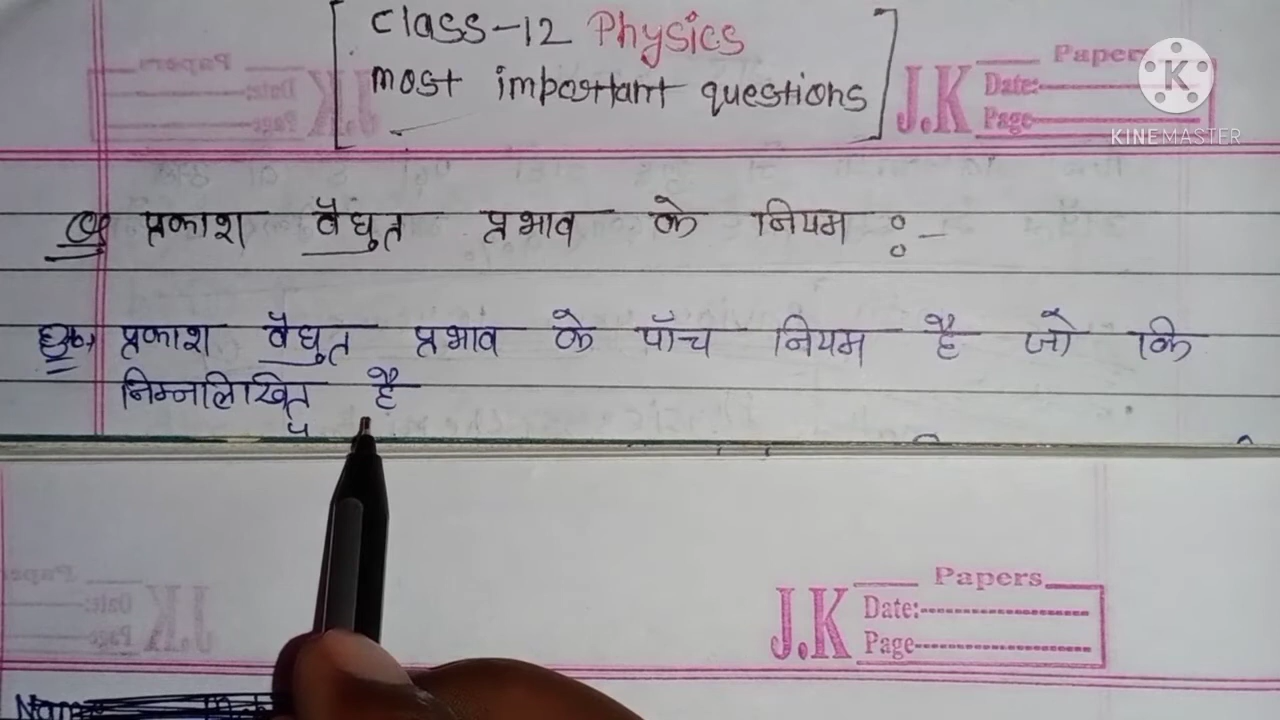 class-12 Physics
most important questions
J.K Papers
Date:
Page
KINEMASTER
प्रकाश वैधुत प्रभाव के नियम :-
प्रकाश वैधुत प्रभाव के पाँच नियम है जो कि
निम्नलिखित है
J.K Papers
Date:
Page